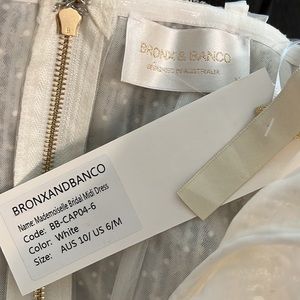 BRONX & BANCO
DESIGNED IN AUSTRALIA
BRONXANDBANCO
Name: Mademoiselle Bridal Midi Dress
Code: BB-CAP04-6
Color: White
Size: AUS 10/ US 6/M